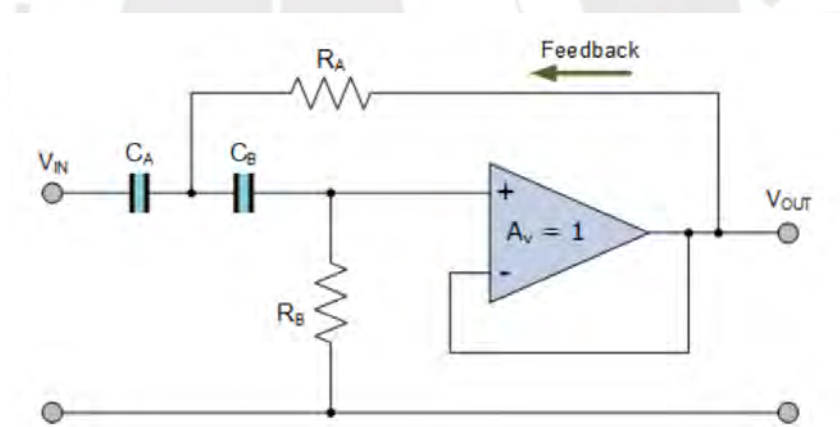 Feedback
RA
VIN
CA
CB
+
Av = 1
-
VOUT
RB